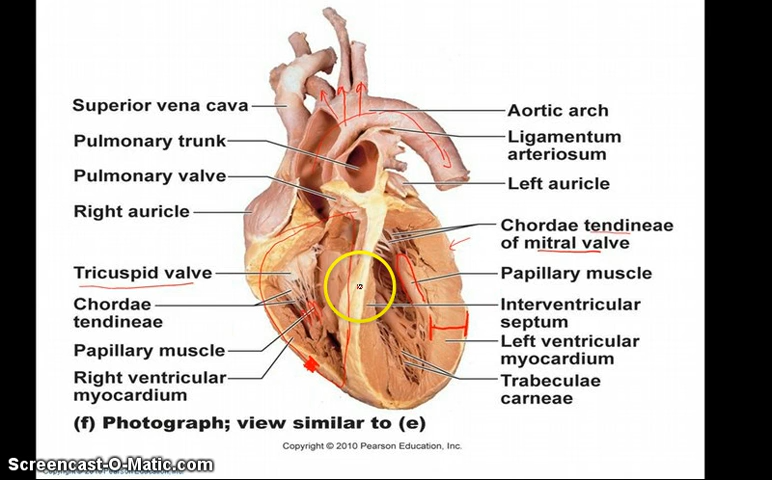 Superior vena cava
Pulmonary trunk
Pulmonary valve
Right auricle
Tricuspid valve
Chordae
tendineae
Papillary muscle
Right ventricular
myocardium
Aortic arch
Ligamentum
arteriosum
Left auricle
Chordae tendineae
of mitral valve
Papillary muscle
Interventricular
septum
Left ventricular
myocardium
Trabeculae
carneae
(f) Photograph; view similar to (e)
Copyright © 2010 Pearson Education, Inc.
Screencast-O-Matic.com